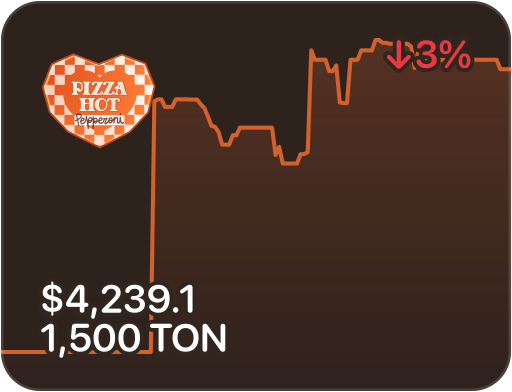 ↓3%
PIZZA
HOT
Pepperoni
$4,239.1
1,500 TON